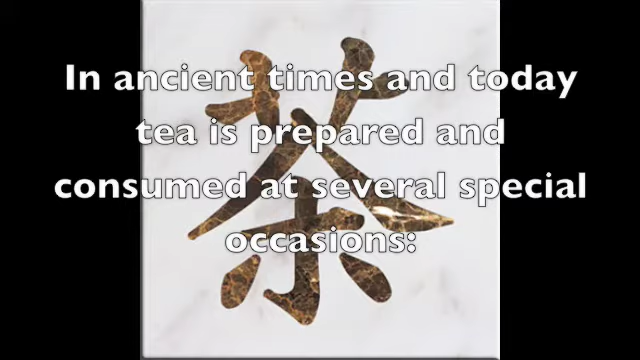 茶
In ancient times and today
tea is prepared and
consumed at several special
occasions: